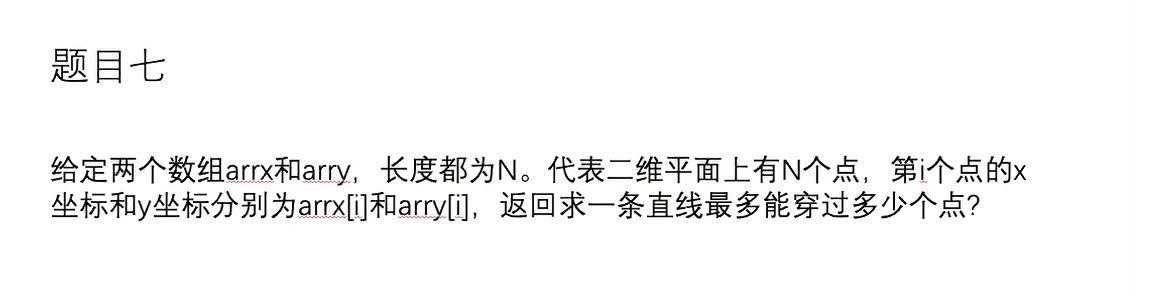 题目七
给定两个数组arrx和arry，长度都为N。代表二维平面上有N个点，第i个点的x
坐标和y坐标分别为arrx[i]和arry[i]，返回求一条直线最多能穿过多少个点?